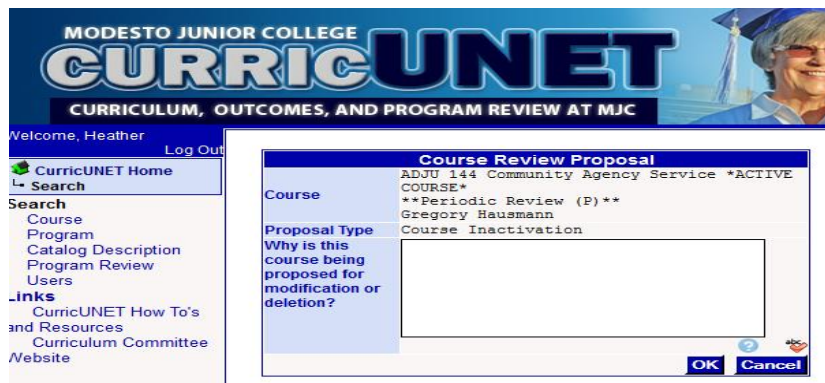 MODESTO JUNIOR COLLEGE
CURRICUNET
CURRICULUM, OUTCOMES, AND PROGRAM REVIEW AT MJC
Welcome, Heather
Log Out
CurricUNET Home
Search
Search
Course
Program
Catalog Description
Program Review
Users
Links
CurricUNET How To's
and Resources
Curriculum Committee
Website
Course Review Proposal
Course
ADJU 144 Community Agency Service *ACTIVE
COURSE*
**Periodic Review (P)**
Gregory Hausmann
Proposal Type
Course Inactivation
Why is this
course being
proposed for
modification or
deletion?
?
abc
OK
Cancel